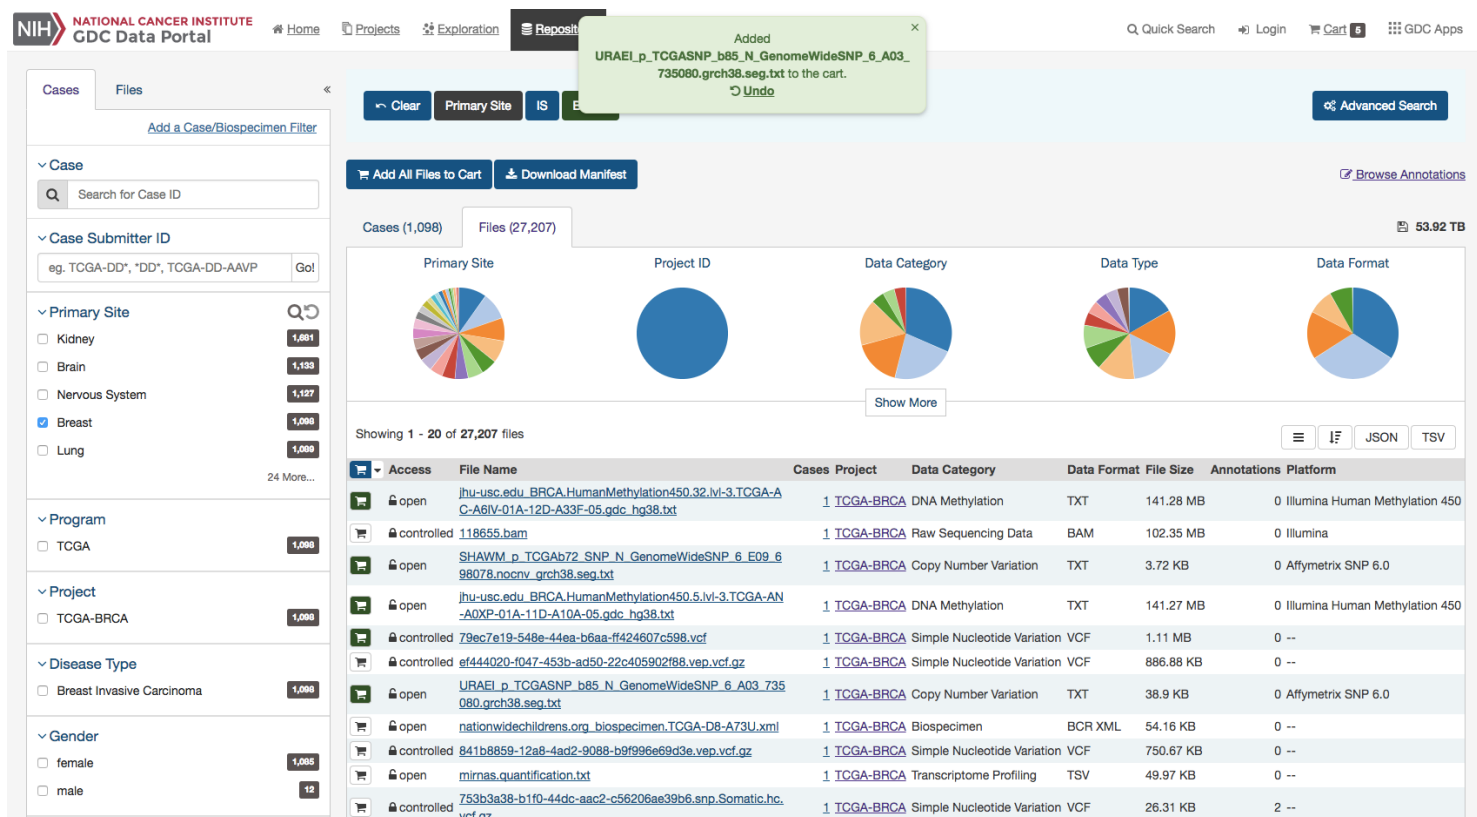 NIH NATIONAL CANCER INSTITUTE
GDC Data Portal
Home
Projects
Exploration
Quick Search
Login
Cart 5
GDC Apps
×
Added
URAEI_p_TCGASNP_b85_N_GenomeWideSNP_6_A03_
735080.grch38.seg.txt to the cart.
Undo
Cases
Files
«
Add a Case/Biospecimen Filter
Case
Search for Case ID
Case Submitter ID
eg. TCGA-DD*, *DD*, TCGA-DD-AAVP
Go!
Primary Site
Kidney 1,681
Brain 1,133
Nervous System 1,127
Breast 1,098
Lung 1,089
24 More...
Program
TCGA 1,098
Project
TCGA-BRCA 1,098
Disease Type
Breast Invasive Carcinoma 1,098
Gender
female 1,085
male 12
Clear
Primary Site
IS
Advanced Search
Add All Files to Cart
Download Manifest
Browse Annotations
Cases (1,098)
Files (27,207)
53.92 TB
Primary Site
Project ID
Data Category
Data Type
Data Format
Show More
Showing 1 - 20 of 27,207 files
JSON
TSV
Access File Name Cases Project Data Category Data Format File Size Annotations Platform
open jhu-usc.edu_BRCA.HumanMethylation450.32.lvl-3.TCGA-A
C-A6IV-01A-12D-A33F-05.gdc_hg38.txt
1 TCGA-BRCA DNA Methylation TXT 141.28 MB 0 Illumina Human Methylation 450
controlled 118655.bam 1 TCGA-BRCA Raw Sequencing Data BAM 102.35 MB 0 Illumina
open SHAWM_p_TCGAb72_SNP_N_GenomeWideSNP_6_E09_6
98078.nocnv_grch38.seg.txt
1 TCGA-BRCA Copy Number Variation TXT 3.72 KB 0 Affymetrix SNP 6.0
open jhu-usc.edu_BRCA.HumanMethylation450.5.lvl-3.TCGA-AN
-A0XP-01A-11D-A10A-05.gdc_hg38.txt
1 TCGA-BRCA DNA Methylation TXT 141.27 MB 0 Illumina Human Methylation 450
controlled 79ec7e19-548e-44ea-b6aa-ff424607c598.vcf 1 TCGA-BRCA Simple Nucleotide Variation VCF 1.11 MB 0 --
controlled ef444020-f047-453b-ad50-22c405902f88.vep.vcf.gz 1 TCGA-BRCA Simple Nucleotide Variation VCF 886.88 KB 0 --
open URAEI_p_TCGASNP_b85_N_GenomeWideSNP_6_A03_735
080.grch38.seg.txt
1 TCGA-BRCA Copy Number Variation TXT 38.9 KB 0 Affymetrix SNP 6.0
open nationwidechildrens.org_biospecimen.TCGA-D8-A73U.xml 1 TCGA-BRCA Biospecimen BCR XML 54.16 KB 0 --
controlled 841b8859-12a8-4ad2-9088-b9f996e69d3e.vep.vcf.gz 1 TCGA-BRCA Simple Nucleotide Variation VCF 750.67 KB 0 --
open mirnas.quantification.txt 1 TCGA-BRCA Transcriptome Profiling TSV 49.97 KB 0 --
controlled 753b3a38-b1f0-44dc-aac2-c56206ae39b6.snp.Somatic.hc.
1 TCGA-BRCA Simple Nucleotide Variation VCF 26.31 KB 2 --